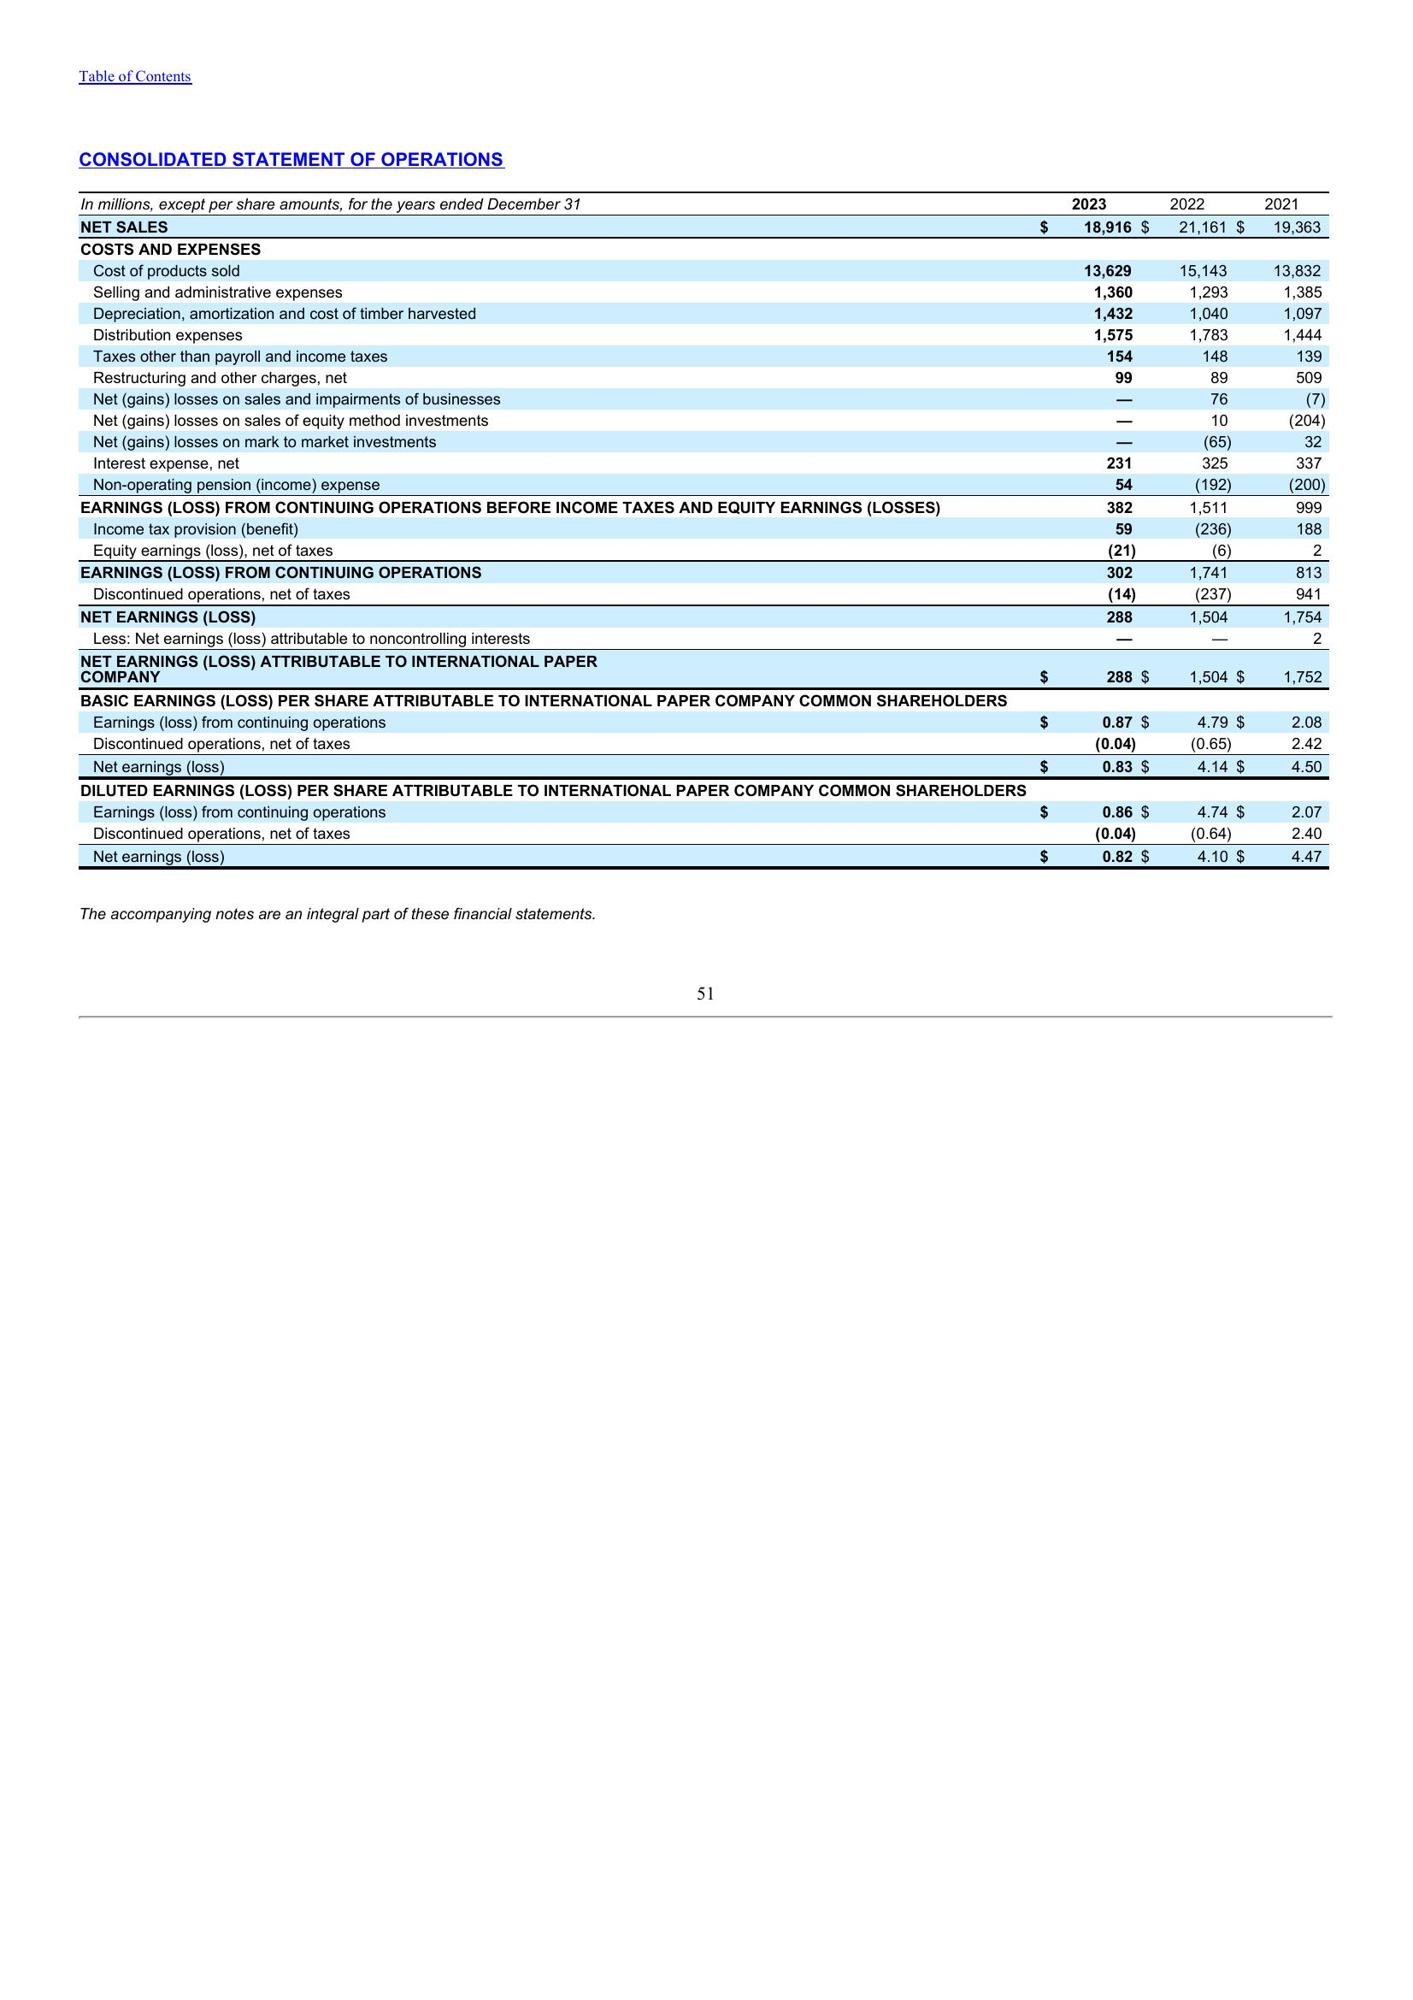 Table of Contents
CONSOLIDATED STATEMENT OF OPERATIONS
In millions, except per share amounts, for the years ended December 31 2023 2022 2021
NET SALES $ 18,916 $ 21,161 $ 19,363
COSTS AND EXPENSES
Cost of products sold 13,629 15,143 13,832
Selling and administrative expenses 1,360 1,293 1,385
Depreciation, amortization and cost of timber harvested 1,432 1,040 1,097
Distribution expenses 1,575 1,783 1,444
Taxes other than payroll and income taxes 154 148 139
Restructuring and other charges, net 99 89 509
Net (gains) losses on sales and impairments of businesses — 76 (7)
Net (gains) losses on sales of equity method investments — 10 (204)
Net (gains) losses on mark to market investments — (65) 32
Interest expense, net 231 325 337
Non-operating pension (income) expense 54 (192) (200)
EARNINGS (LOSS) FROM CONTINUING OPERATIONS BEFORE INCOME TAXES AND EQUITY EARNINGS (LOSSES) 382 1,511 999
Income tax provision (benefit) 59 (236) 188
Equity earnings (loss), net of taxes (21) (6) 2
EARNINGS (LOSS) FROM CONTINUING OPERATIONS 302 1,741 813
Discontinued operations, net of taxes (14) (237) 941
NET EARNINGS (LOSS) 288 1,504 1,754
Less: Net earnings (loss) attributable to noncontrolling interests — — 2
NET EARNINGS (LOSS) ATTRIBUTABLE TO INTERNATIONAL PAPER
COMPANY $ 288 $ 1,504 $ 1,752
BASIC EARNINGS (LOSS) PER SHARE ATTRIBUTABLE TO INTERNATIONAL PAPER COMPANY COMMON SHAREHOLDERS
Earnings (loss) from continuing operations $ 0.87 $ 4.79 $ 2.08
Discontinued operations, net of taxes (0.04) (0.65) 2.42
Net earnings (loss) $ 0.83 $ 4.14 $ 4.50
DILUTED EARNINGS (LOSS) PER SHARE ATTRIBUTABLE TO INTERNATIONAL PAPER COMPANY COMMON SHAREHOLDERS
Earnings (loss) from continuing operations $ 0.86 $ 4.74 $ 2.07
Discontinued operations, net of taxes (0.04) (0.64) 2.40
Net earnings (loss) $ 0.82 $ 4.10 $ 4.47
The accompanying notes are an integral part of these financial statements.
51